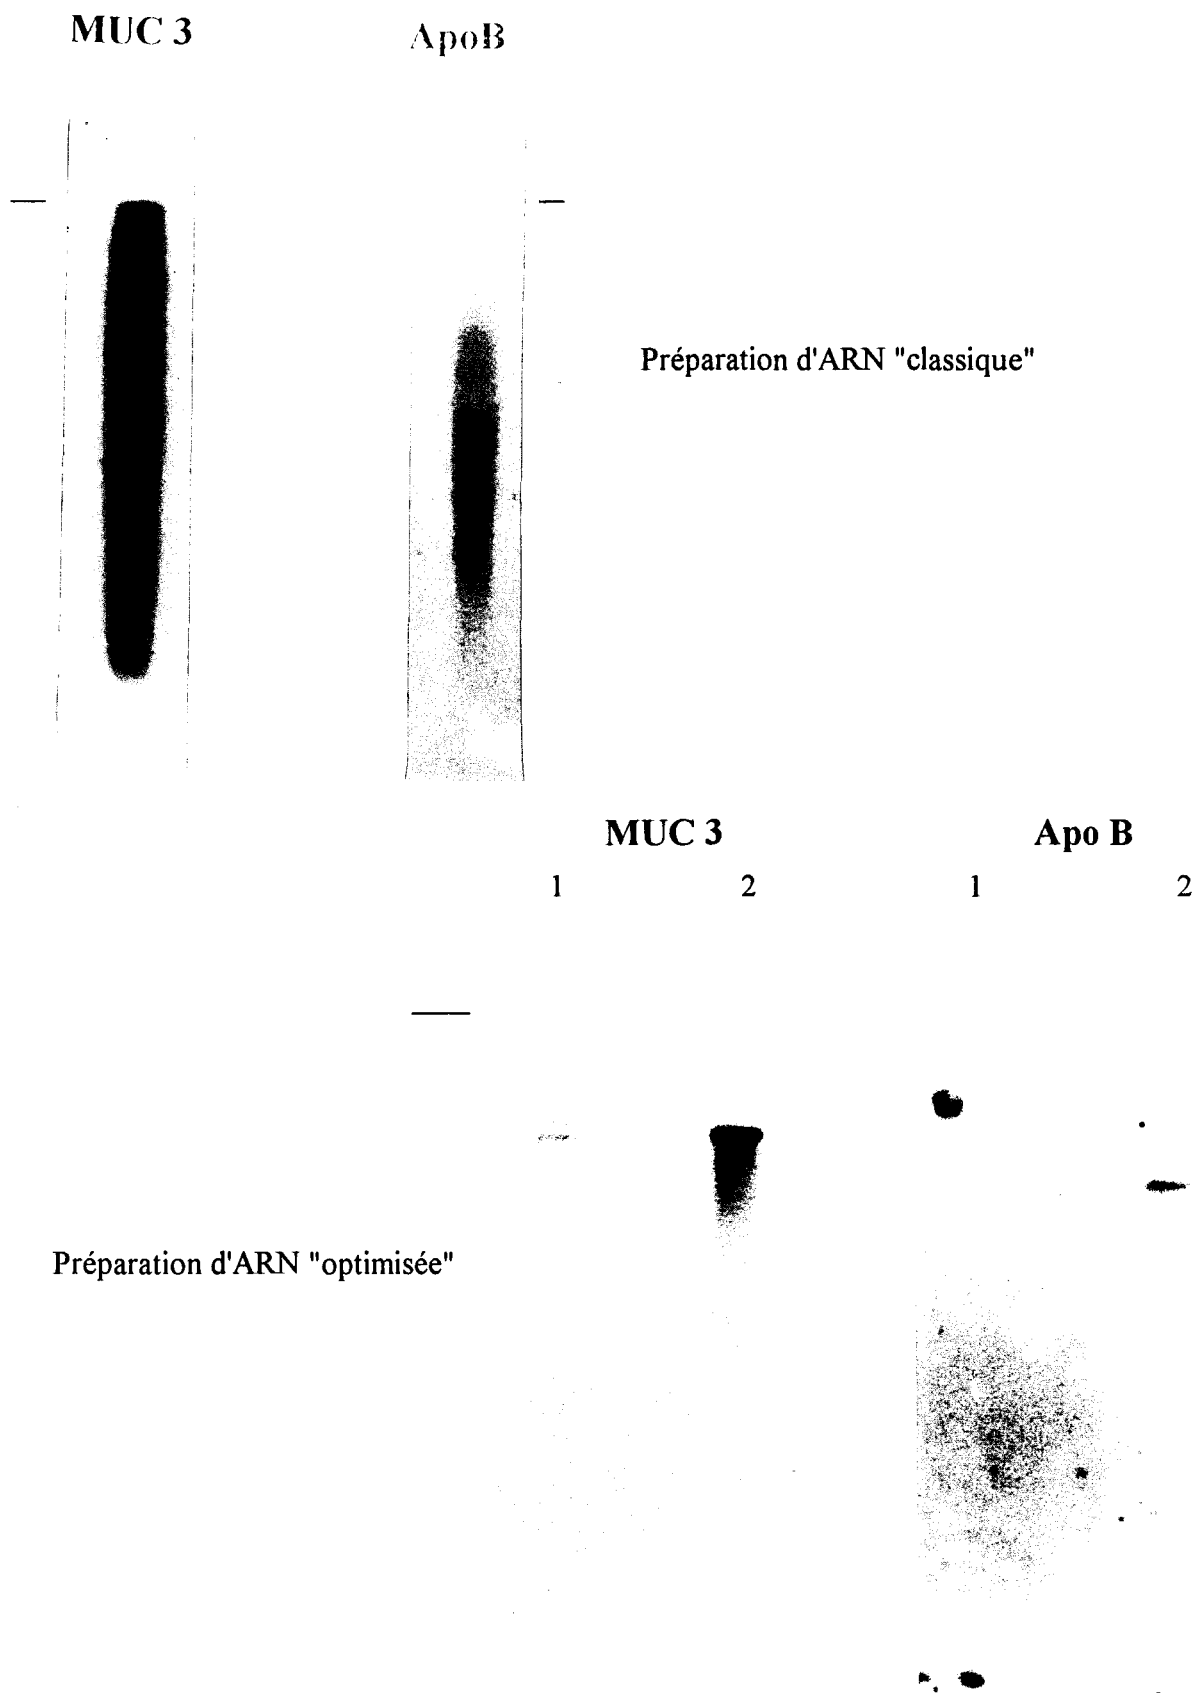 MUC 3 ApoB
Préparation d'ARN "classique"
MUC 3 Apo B
1 2 1 2
Préparation d'ARN "optimisée"